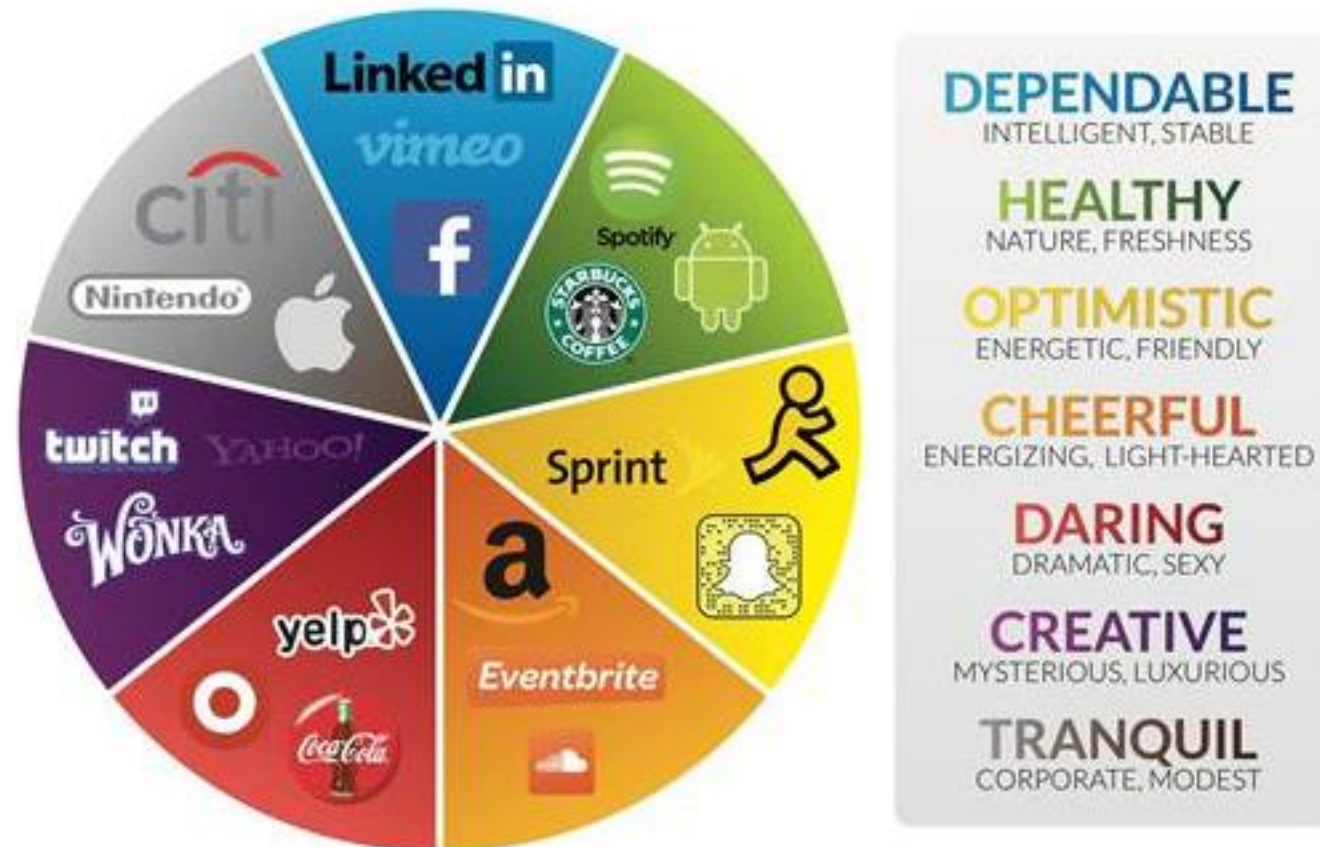 Linked in
vimeo
f
Spotify
STARBUCKS
COFFEE
citi
Nintendo
twitch
YAHOO!
WONKA
Sprint
a
Eventbrite
yelp
Coca-Cola
DEPENDABLE
INTELLIGENT, STABLE
HEALTHY
NATURE, FRESHNESS
OPTIMISTIC
ENERGETIC, FRIENDLY
CHEERFUL
ENERGIZING, LIGHT-HEARTED
DARING
DRAMATIC, SEXY
CREATIVE
MYSTERIOUS, LUXURIOUS
TRANQUIL
CORPORATE, MODEST